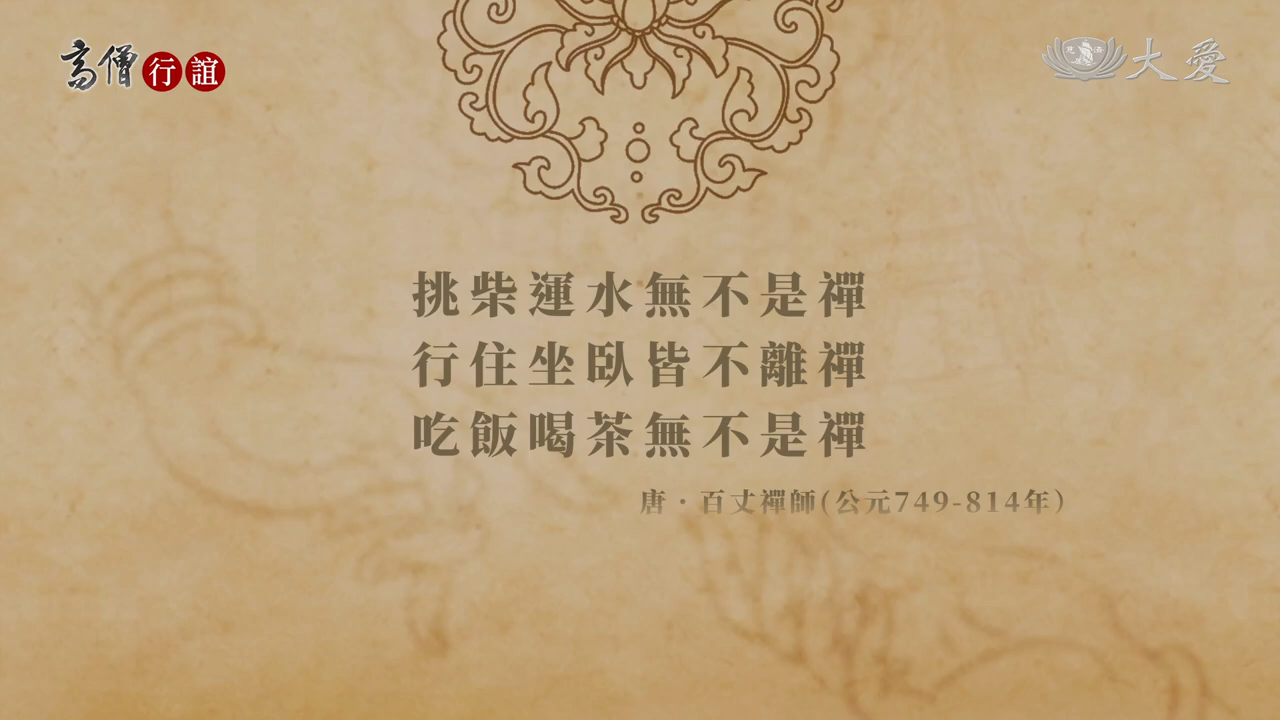 高僧行誼
慈濟
大愛
挑柴運水無不是禪
行住坐臥皆不離禪
吃飯喝茶無不是禪
唐．百丈禪師(公元749-814年)